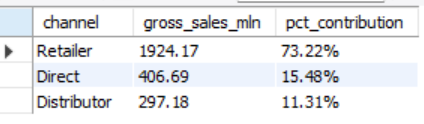 channel gross_sales_mln pct_contribution
Retailer 1924.17 73.22%
Direct 406.69 15.48%
Distributor 297.18 11.31%